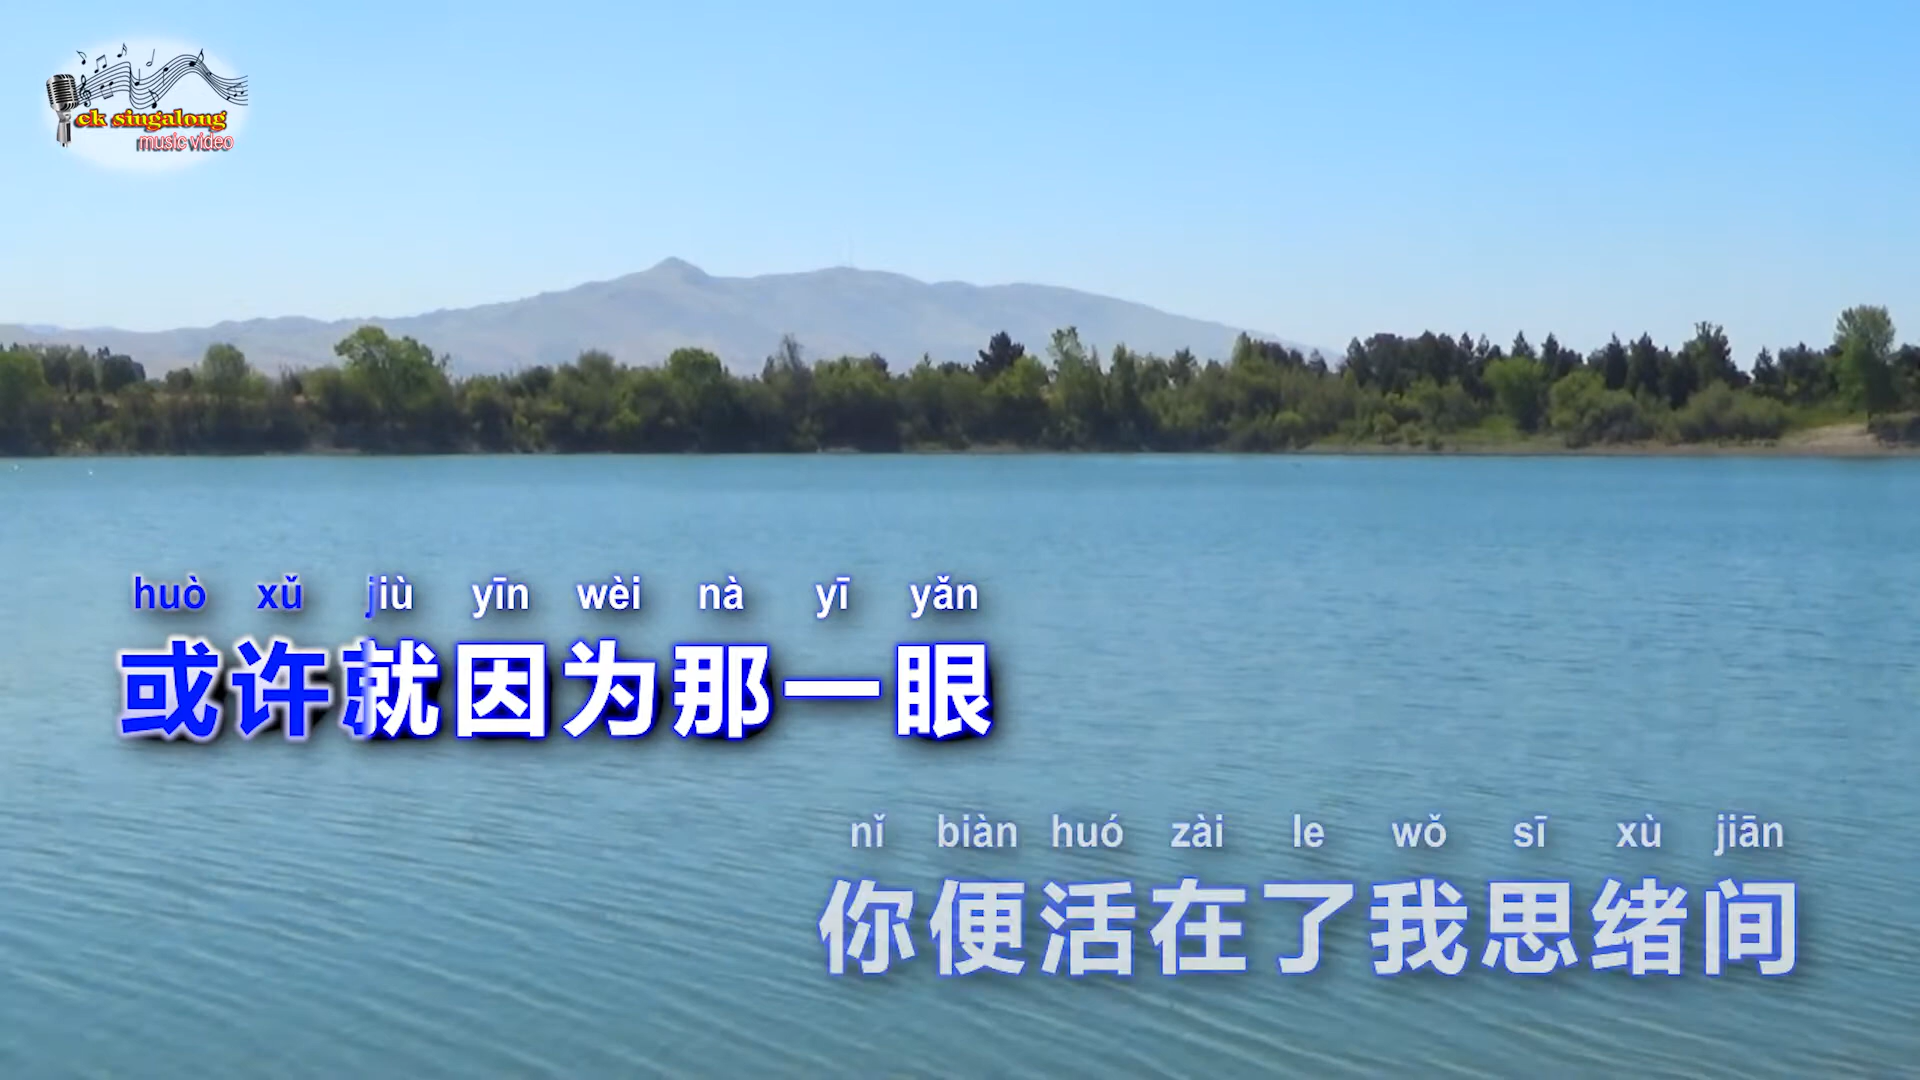 ck singalong
music video
huò xǔ jiù yīn wèi nà yī yǎn
或许就因为那一眼
nǐ biàn huó zài le wǒ sī xù jiān
你便活在了我思绪间